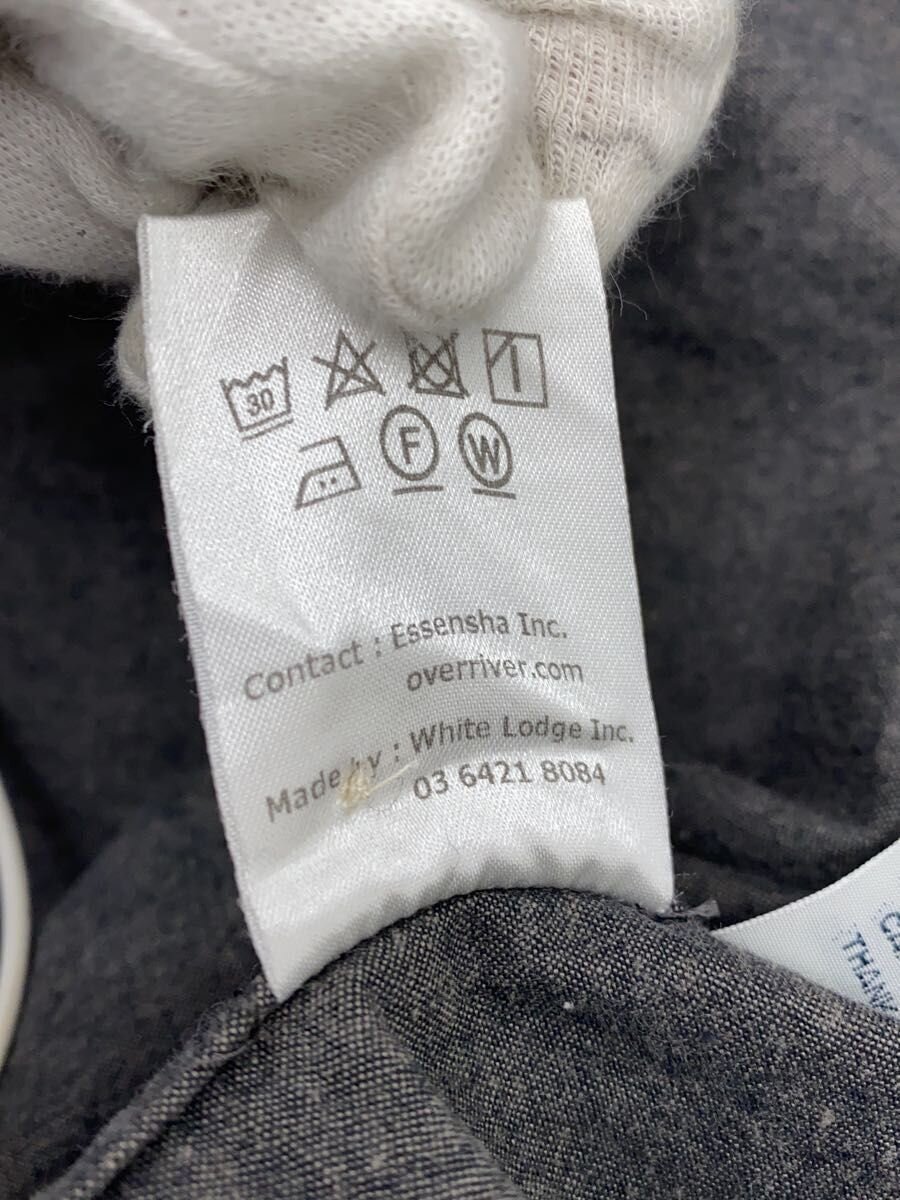 30
F W
Contact : Essensha Inc.
overriver.com
Made by : White Lodge Inc.
03 6421 8084